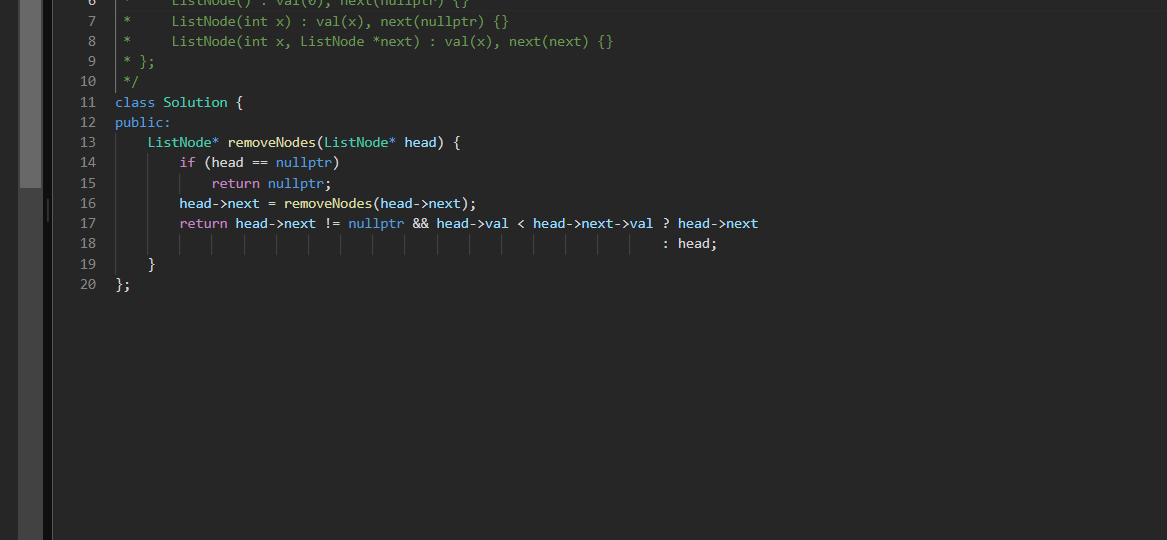 6 * ListNode() : val(0), next(nullptr) {}
7 * ListNode(int x) : val(x), next(nullptr) {}
8 * ListNode(int x, ListNode *next) : val(x), next(next) {}
9 * };
10 */
11 class Solution {
12 public:
13 ListNode* removeNodes(ListNode* head) {
14 if (head == nullptr)
15 return nullptr;
16 head->next = removeNodes(head->next);
17 return head->next != nullptr && head->val < head->next->val ? head->next
18 : head;
19 }
20 };